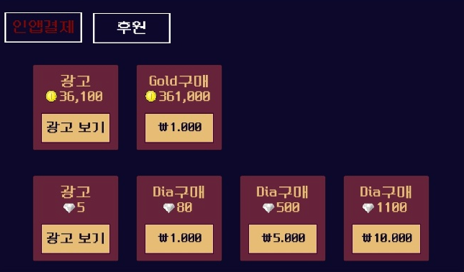 인앱결제 후원
광고 Gold구매
36,100 361,000
광고 보기 ₩1.000
광고 Dia구매 Dia구매 Dia구매
5 80 500 1100
광고 보기 ₩1.000 ₩5.000 ₩10.000